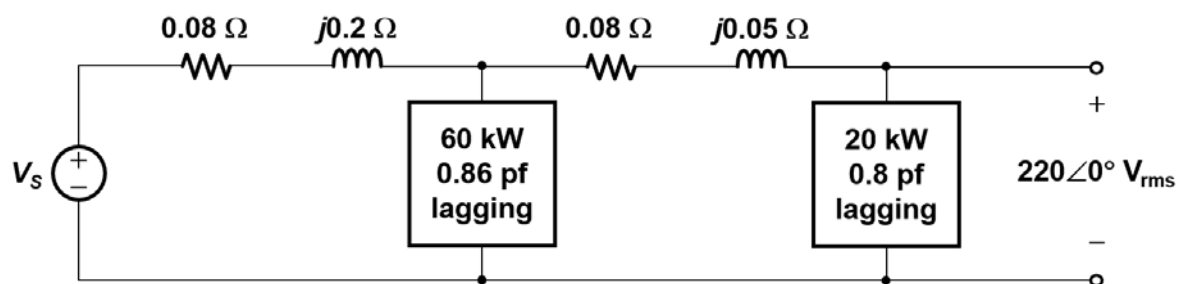 0.08 Ω
j0.2 Ω
0.08 Ω
j0.05 Ω
VS
+
−
60 kW
0.86 pf
lagging
20 kW
0.8 pf
lagging
+
220∠0° Vrms
−